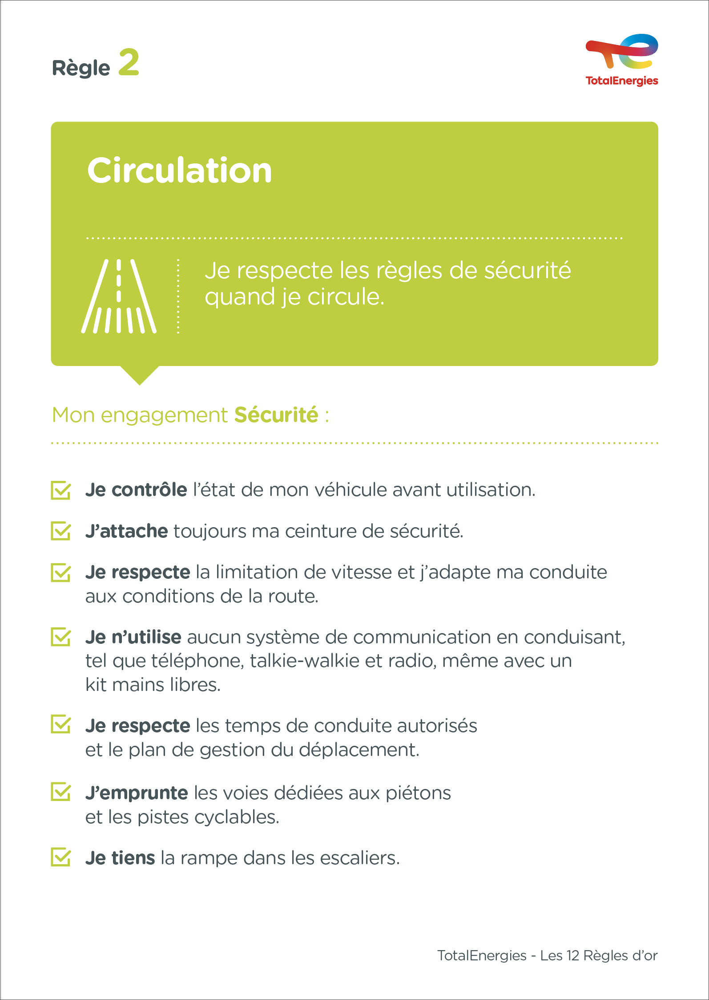 Règle 2
TotalEnergies
Circulation
Je respecte les règles de sécurité
quand je circule.
Mon engagement Sécurité :
Je contrôle l’état de mon véhicule avant utilisation.
J’attache toujours ma ceinture de sécurité.
Je respecte la limitation de vitesse et j’adapte ma conduite
aux conditions de la route.
Je n’utilise aucun système de communication en conduisant,
tel que téléphone, talkie-walkie et radio, même avec un
kit mains libres.
Je respecte les temps de conduite autorisés
et le plan de gestion du déplacement.
J’emprunte les voies dédiées aux piétons
et les pistes cyclables.
Je tiens la rampe dans les escaliers.
TotalEnergies - Les 12 Règles d’or